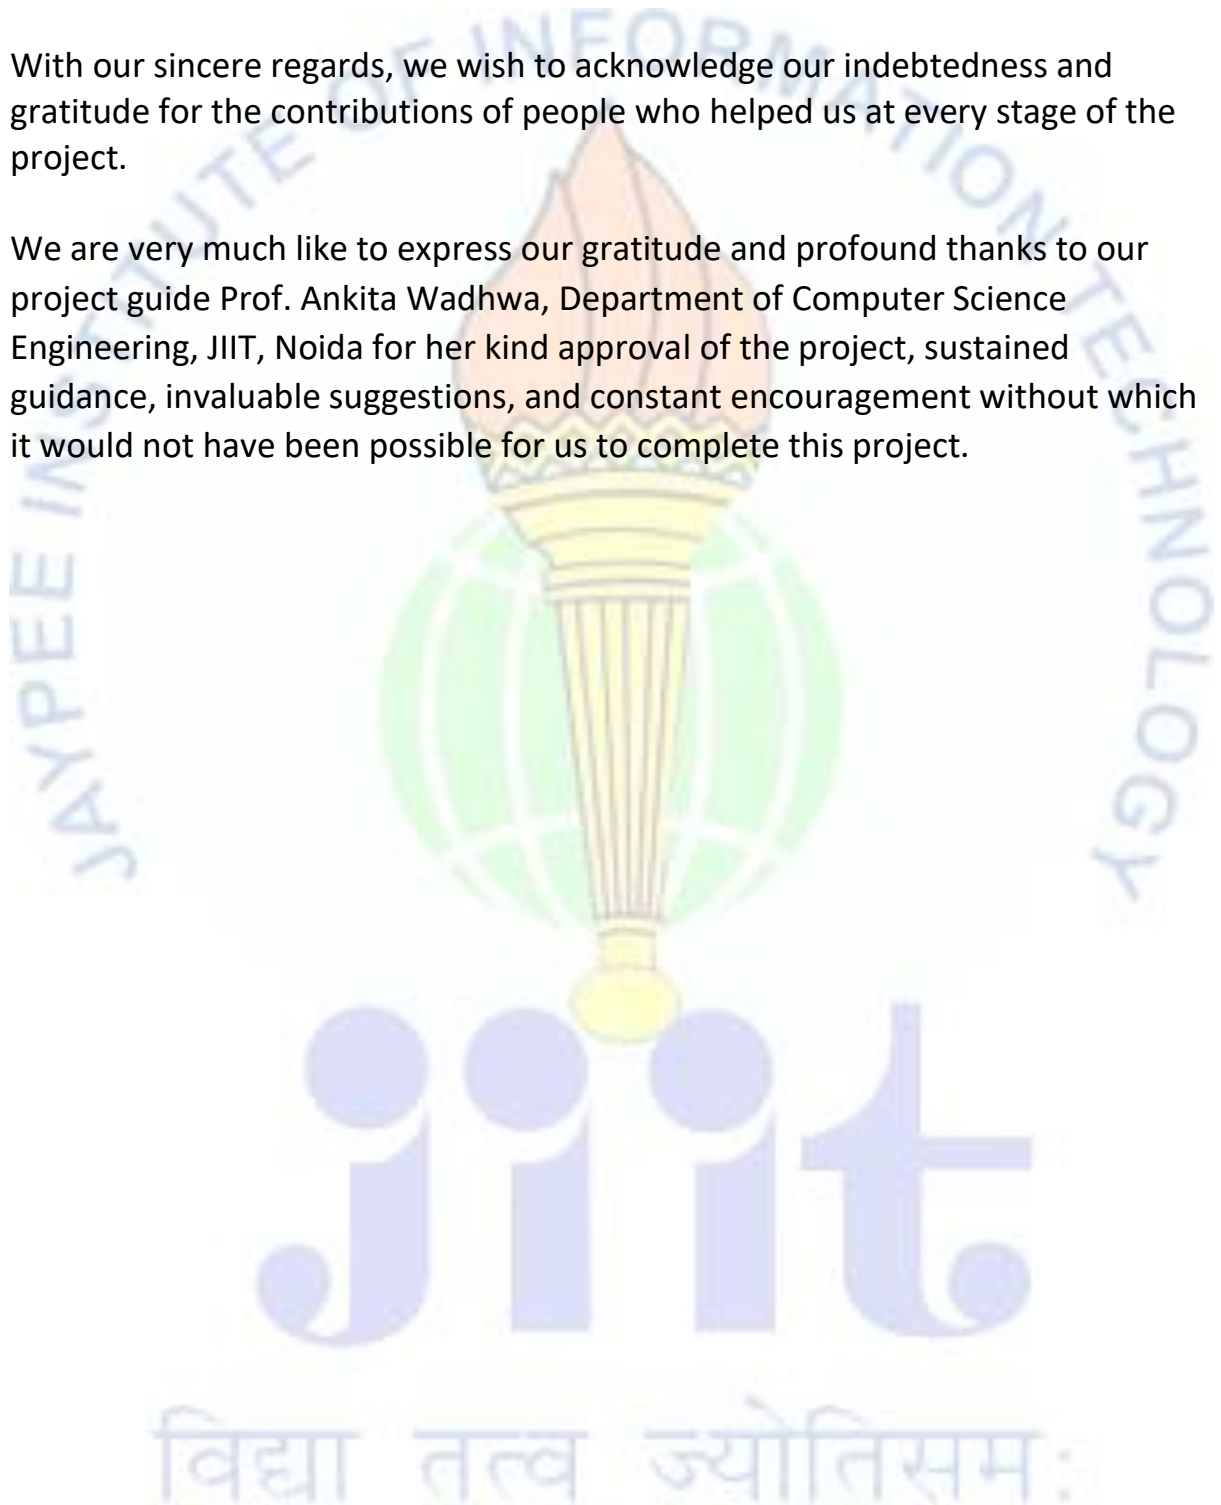 With our sincere regards, we wish to acknowledge our indebtedness and
gratitude for the contributions of people who helped us at every stage of the
project.
We are very much like to express our gratitude and profound thanks to our
project guide Prof. Ankita Wadhwa, Department of Computer Science
Engineering, JIIT, Noida for her kind approval of the project, sustained
guidance, invaluable suggestions, and constant encouragement without which
it would not have been possible for us to complete this project.
JAYPEE INSTITUTE OF INFORMATION TECHNOLOGY
jiit
विद्या तत्व ज्योतिसम: